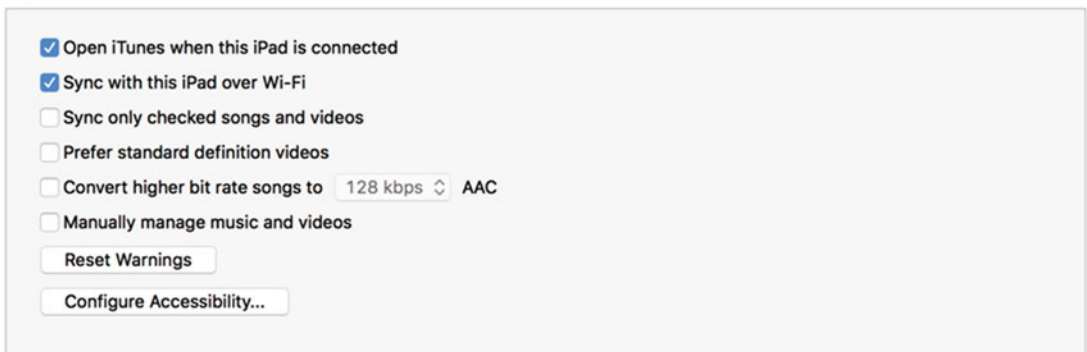 Open iTunes when this iPad is connected
Sync with this iPad over Wi-Fi
Sync only checked songs and videos
Prefer standard definition videos
Convert higher bit rate songs to 128 kbps AAC
Manually manage music and videos
Reset Warnings
Configure Accessibility...